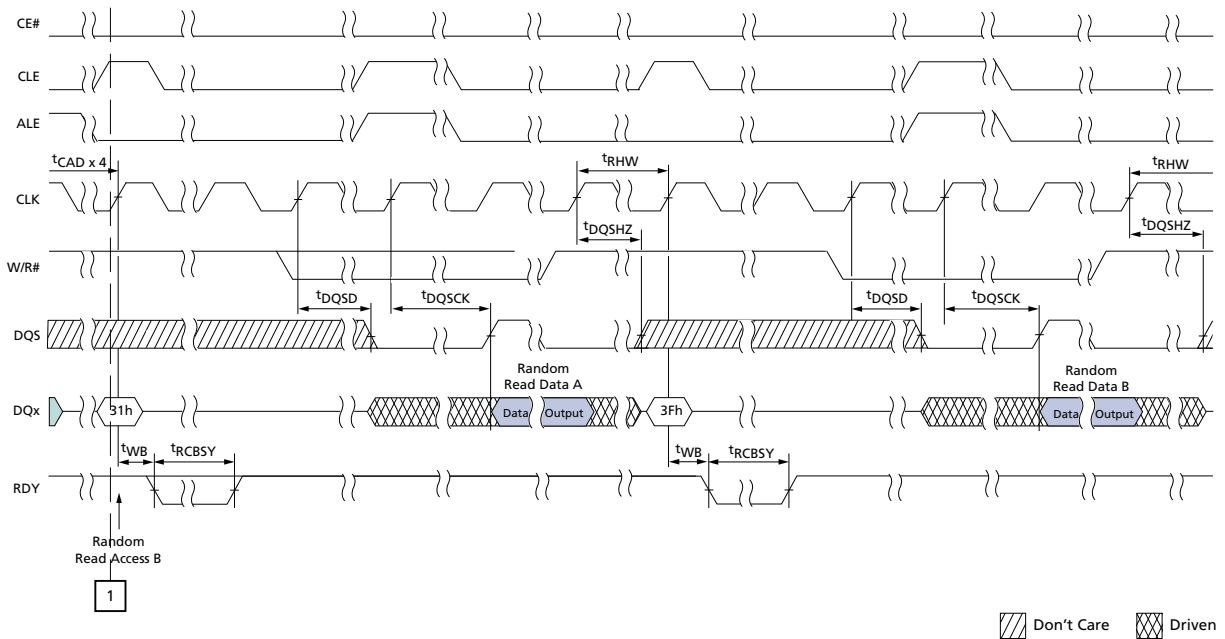 CE#
CLE
ALE
tCAD x 4
tRHW
tRHW
CLK
tDQSHZ
tDQSHZ
W/R#
tDQSD
tDQSCK
tDQSD
tDQSCK
DQS
Random
Read Data A
Random
Read Data B
DQx
31h
Data Output
3Fh
Data Output
tWB
tRCBSY
tWB
tRCBSY
RDY
Random
Read Access B
1
Don't Care
Driven